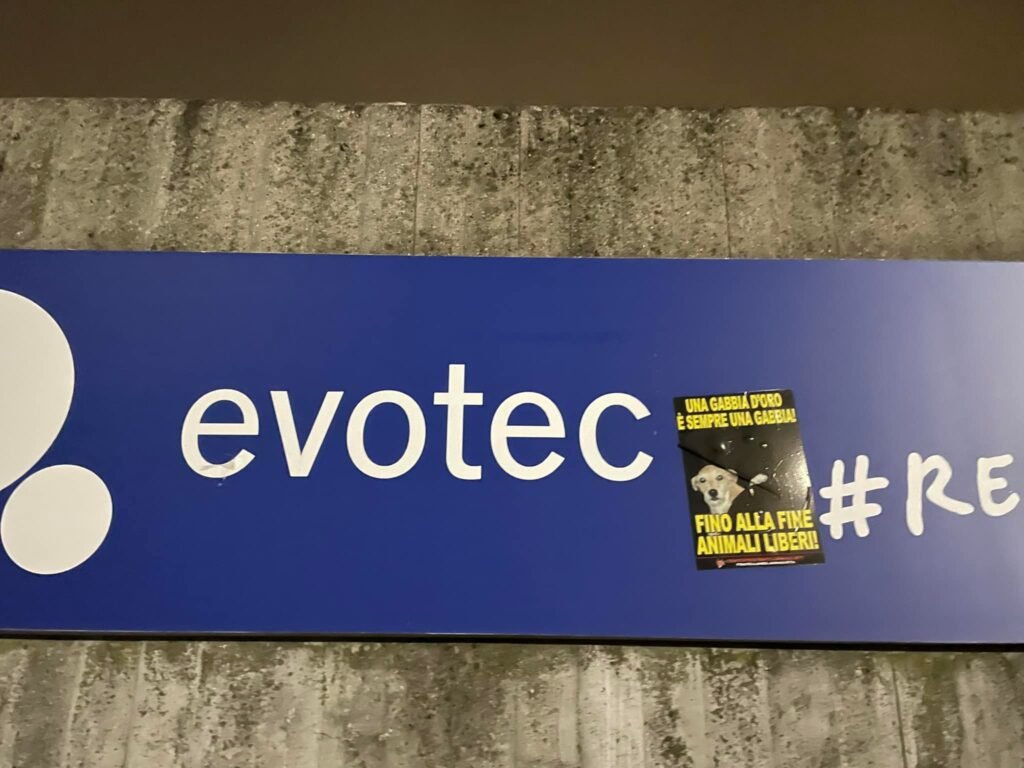 evotec
UNA GABBIA D'ORO
È SEMPRE UNA GABBIA!
FINO ALLA FINE
ANIMALI LIBERI!
#RE